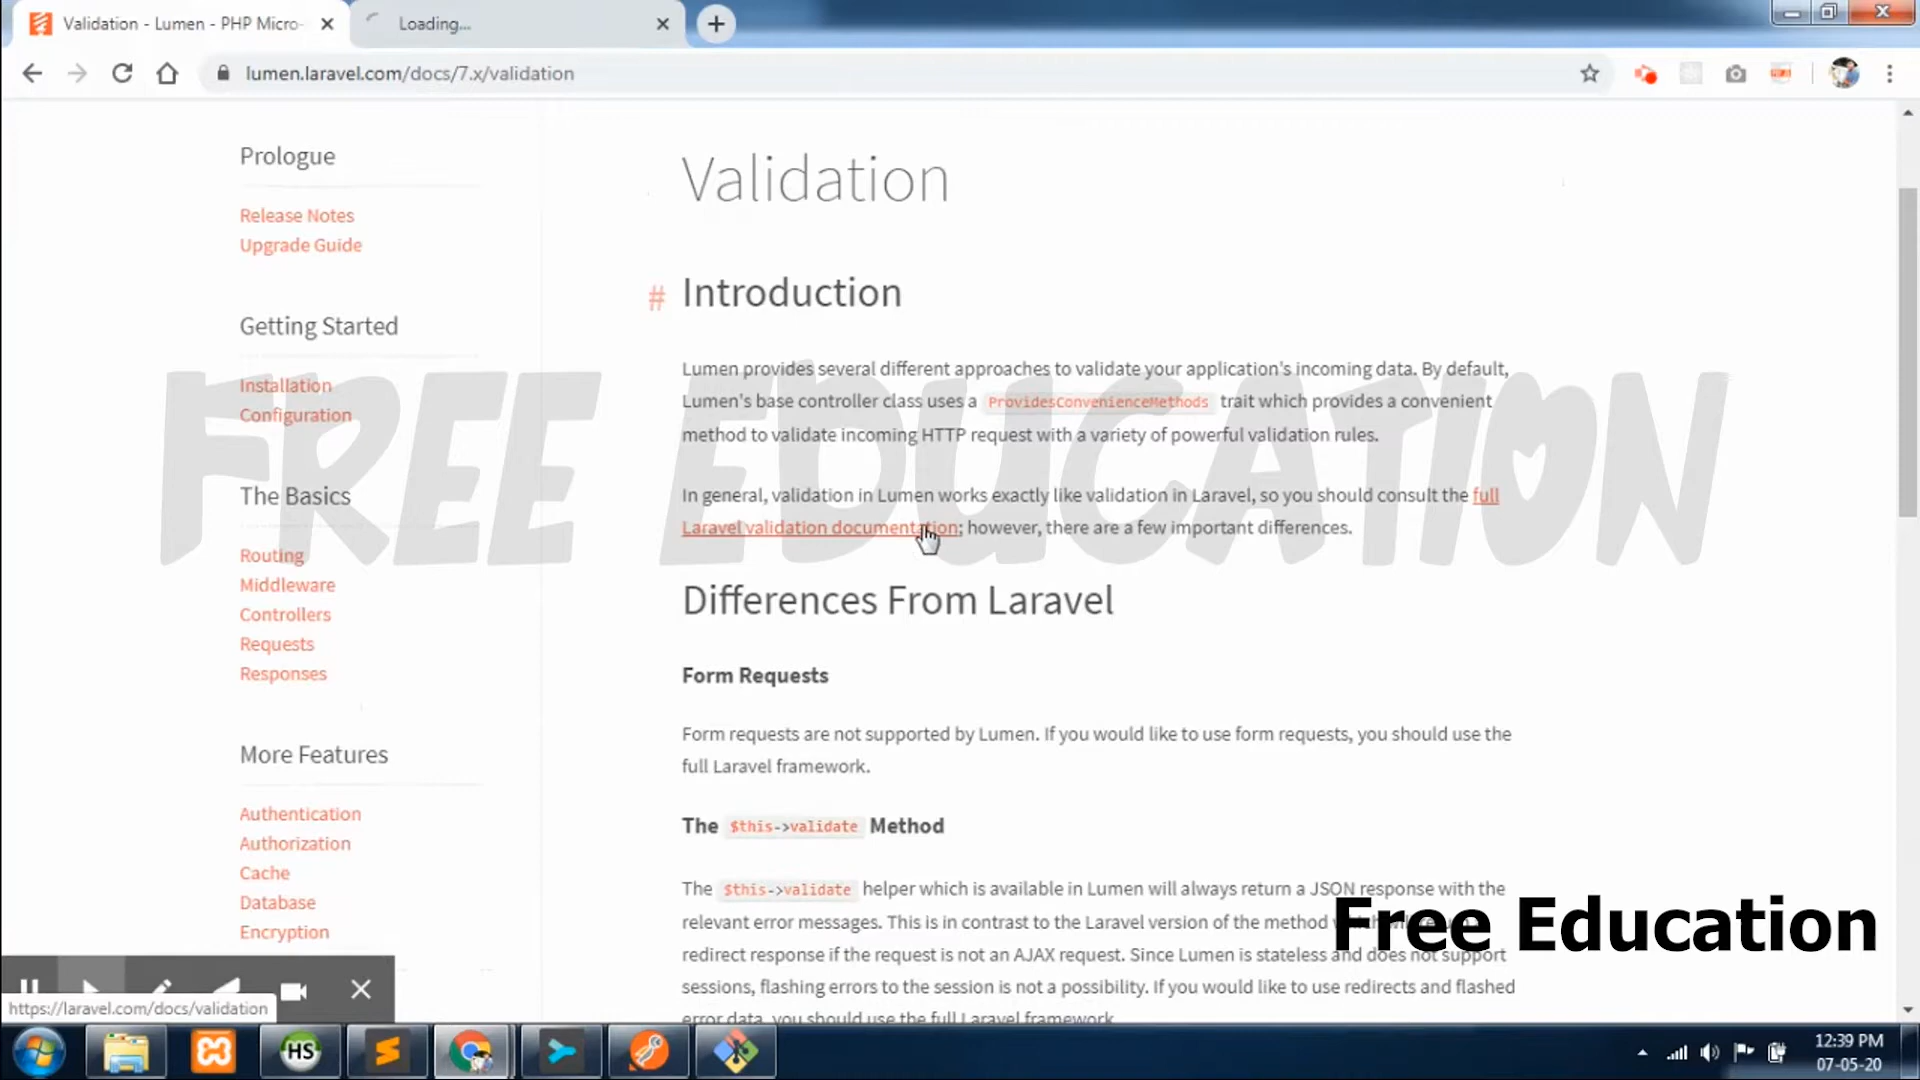 Validation - Lumen - PHP Micro-
Loading...
lumen.laravel.com/docs/7.x/validation
Prologue
Release Notes
Upgrade Guide
Getting Started
Installation
Configuration
The Basics
Routing
Middleware
Controllers
Requests
Responses
More Features
Authentication
Authorization
Cache
Database
Encryption
Validation
# Introduction
Lumen provides several different approaches to validate your application's incoming data. By default,
Lumen's base controller class uses a ProvidesConvenienceMethods trait which provides a convenient
method to validate incoming HTTP request with a variety of powerful validation rules.
In general, validation in Lumen works exactly like validation in Laravel, so you should consult the full
Laravel validation documentation; however, there are a few important differences.
Differences From Laravel
Form Requests
Form requests are not supported by Lumen. If you would like to use form requests, you should use the
full Laravel framework.
The $this->validate Method
The $this->validate helper which is available in Lumen will always return a JSON response with the
relevant error messages. This is in contrast to the Laravel version of the method
redirect response if the request is not an AJAX request. Since Lumen is stateless and does not support
sessions, flashing errors to the session is not a possibility. If you would like to use redirects and flashed
error data, you should use the full Laravel framework.
FREE EDUCATION
Free Education
https://laravel.com/docs/validation
HS
12:39 PM
07-05-20